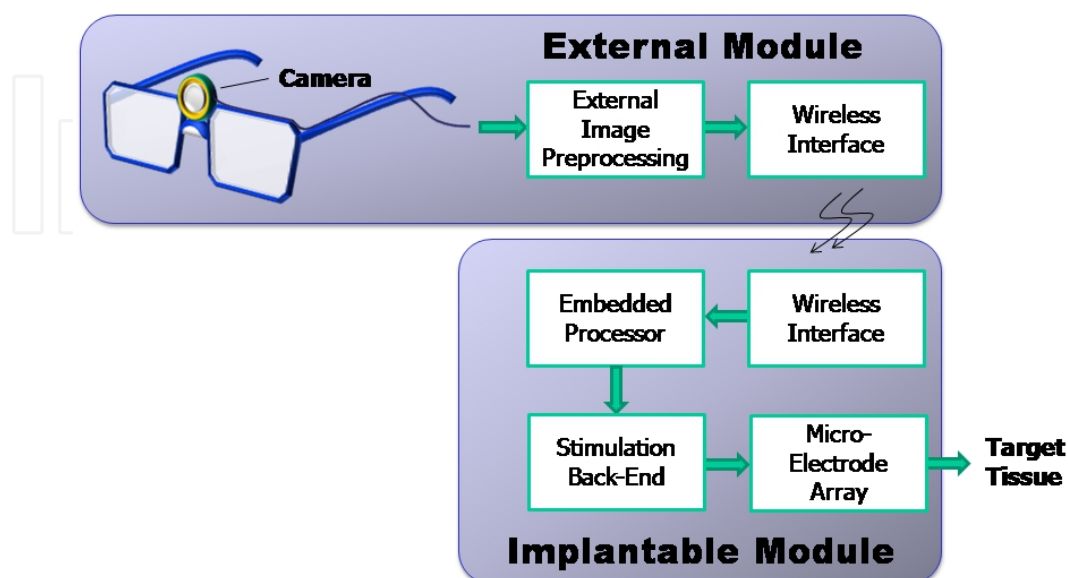 External Module
Camera
External
Image
Preprocessing
Wireless
Interface
Embedded
Processor
Wireless
Interface
Stimulation
Back-End
Micro-
Electrode
Array
Target
Tissue
Implantable Module